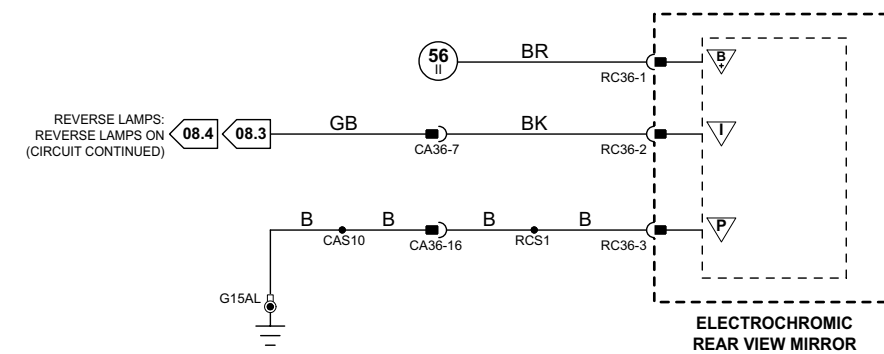 56
II
BR
RC36-1
B
+
REVERSE LAMPS:
REVERSE LAMPS ON
(CIRCUIT CONTINUED)
08.4
08.3
GB
CA36-7
BK
RC36-2
I
B
CAS10
B
CA36-16
B
RCS1
B
RC36-3
P
G15AL
ELECTROCHROMIC
REAR VIEW MIRROR